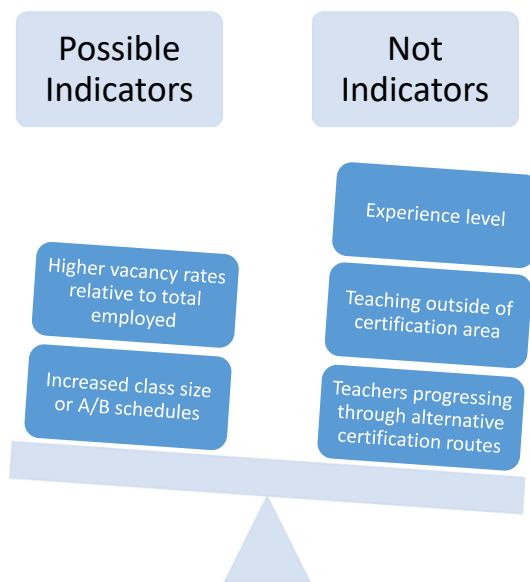 Possible
Indicators
Not
Indicators
Higher vacancy rates
relative to total
employed
Increased class size
or A/B schedules
Experience level
Teaching outside of
certification area
Teachers progressing
through alternative
certification routes